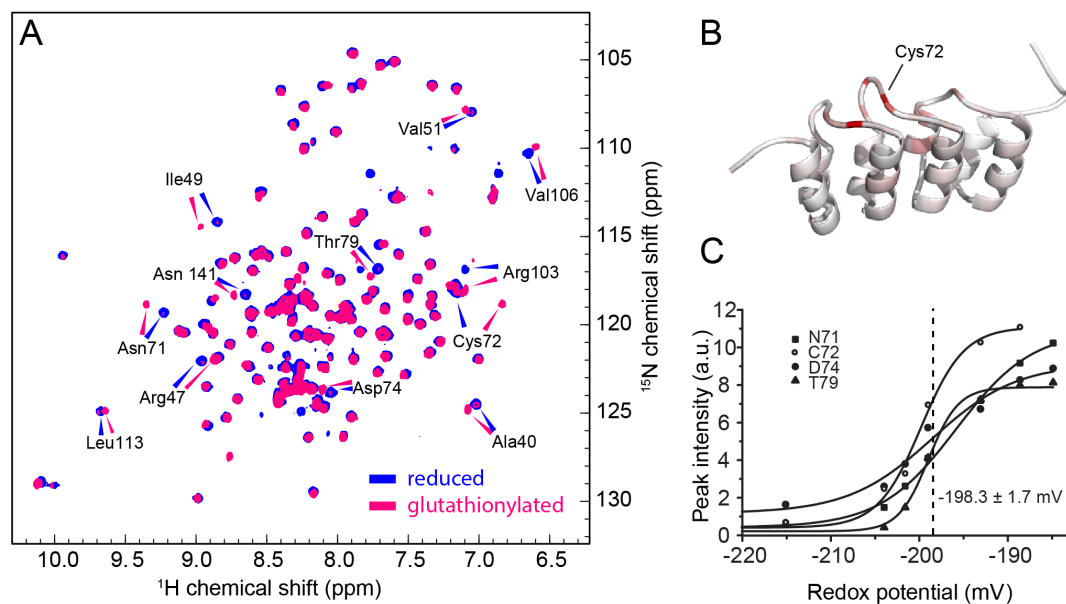 A
105
110
115
120
125
130
¹⁵N chemical shift (ppm)
Val51
Val106
Ile49
Thr79
Asn 141
Arg103
Asn71
Cys72
Arg47
Asp74
Leu113
Ala40
reduced
glutathionylated
10.0 9.5 9.0 8.5 8.0 7.5 7.0 6.5
¹H chemical shift (ppm)
B
Cys72
C
12
10
8
6
4
2
0
Peak intensity (a.u.)
N71
C72
D74
T79
-198.3 ± 1.7 mV
-220 -210 -200 -190
Redox potential (mV)